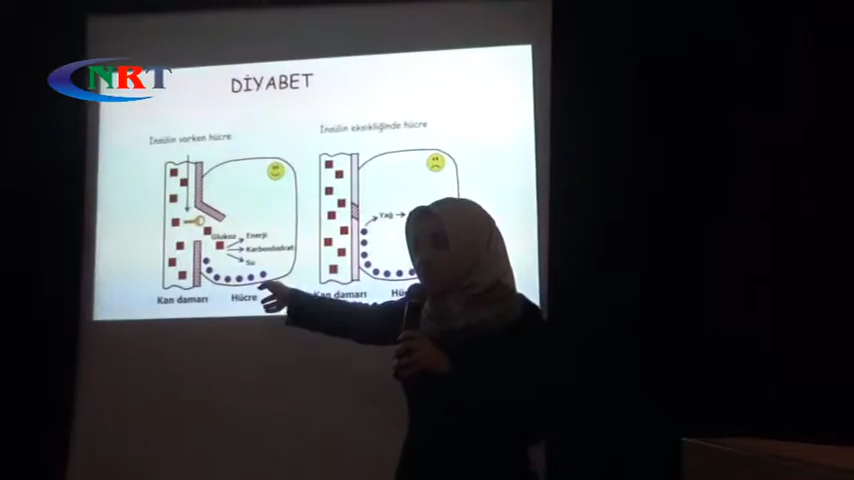 NRT
DİYABET
İnsülin varken hücre
İnsülin eksikliğinde hücre
Yağ
Glukoz
Enerji
Karbonhidrat
Su
Kan damarı
Hücre
Kan damarı